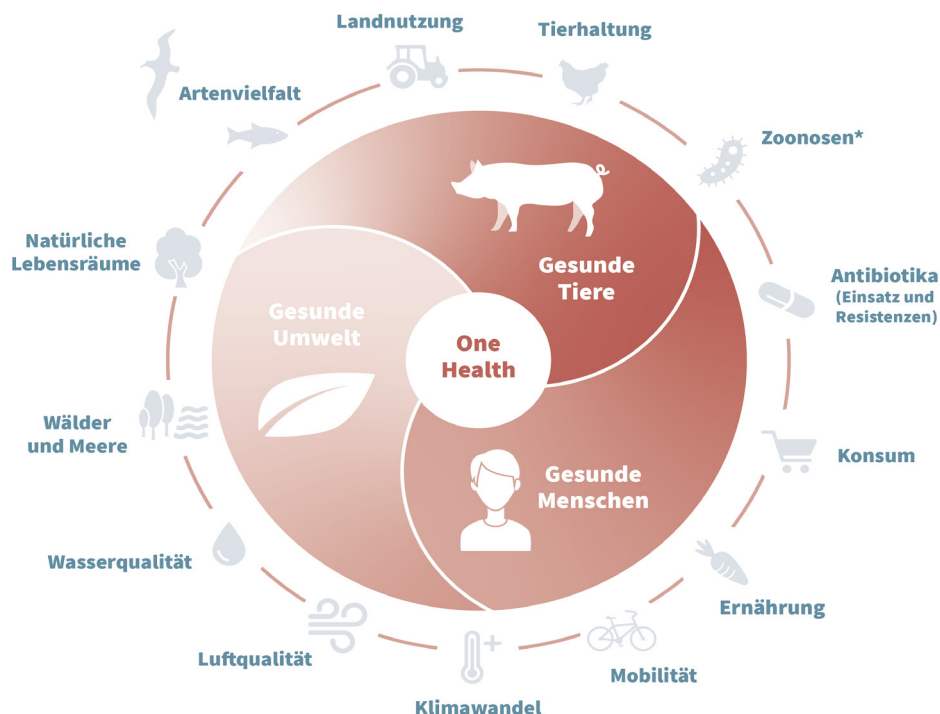 Landnutzung
Tierhaltung
Artenvielfalt
Zoonosen*
Natürliche
Lebensräume
Gesunde
Tiere
Antibiotika
(Einsatz und
Resistenzen)
Gesunde
Umwelt
One
Health
Wälder
und Meere
Konsum
Gesunde
Menschen
Wasserqualität
Ernährung
Luftqualität
Mobilität
Klimawandel